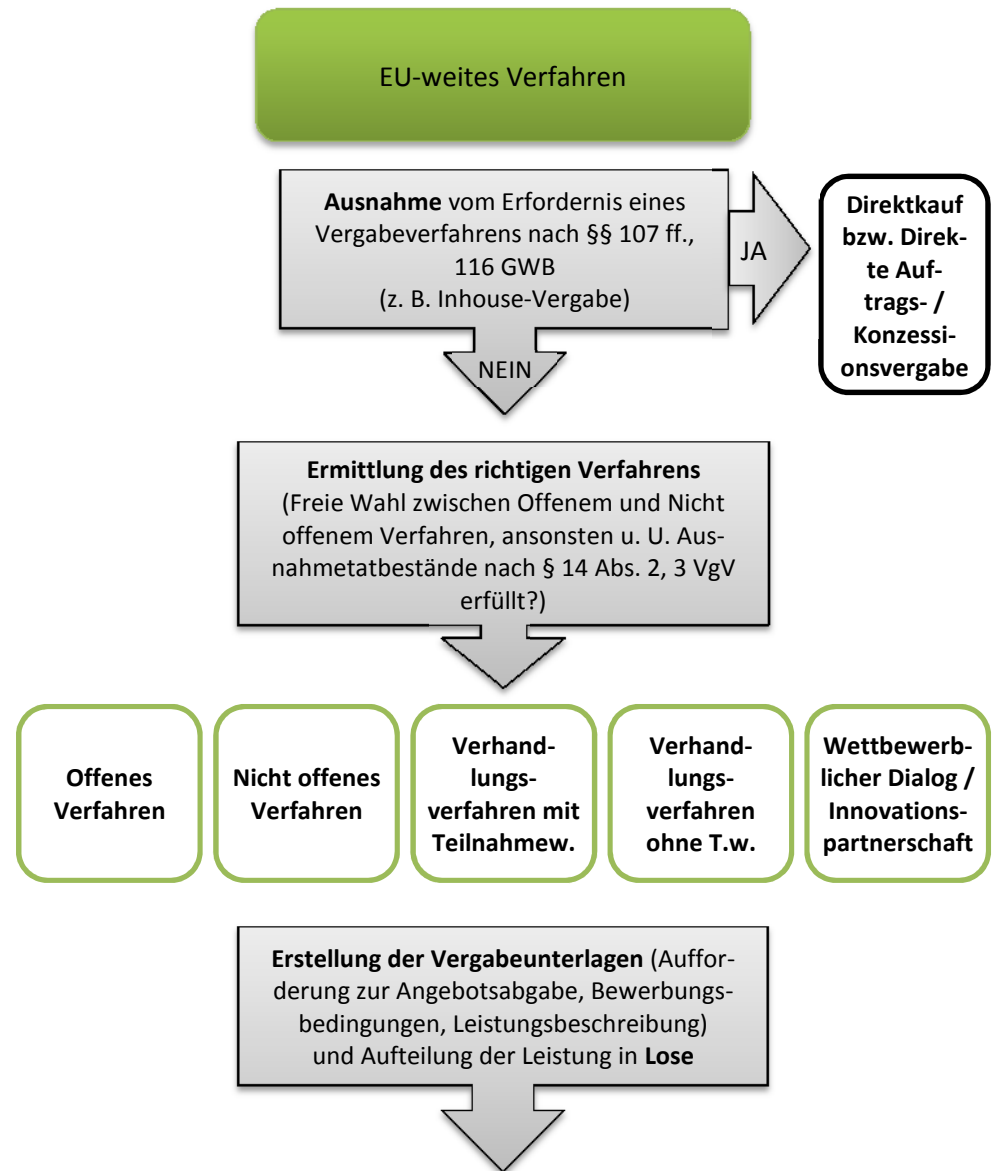 EU-weites Verfahren
Ausnahme vom Erfordernis eines
Vergabeverfahrens nach §§ 107 ff.,
116 GWB
(z. B. Inhouse-Vergabe)
JA
Direktkauf
bzw. Direk-
te Auf-
trags- /
Konzessi-
onsvergabe
NEIN
Ermittlung des richtigen Verfahrens
(Freie Wahl zwischen Offenem und Nicht
offenem Verfahren, ansonsten u. U. Aus-
nahmetatbestände nach § 14 Abs. 2, 3 VgV
erfüllt?)
Offenes
Verfahren
Nicht offenes
Verfahren
Verhand-
lungs-
verfahren mit
Teilnahmew.
Verhand-
lungs-
verfahren
ohne T.w.
Wettbewerb-
licher Dialog /
Innovations-
partnerschaft
Erstellung der Vergabeunterlagen (Auffor-
derung zur Angebotsabgabe, Bewerbungs-
bedingungen, Leistungsbeschreibung)
und Aufteilung der Leistung in Lose